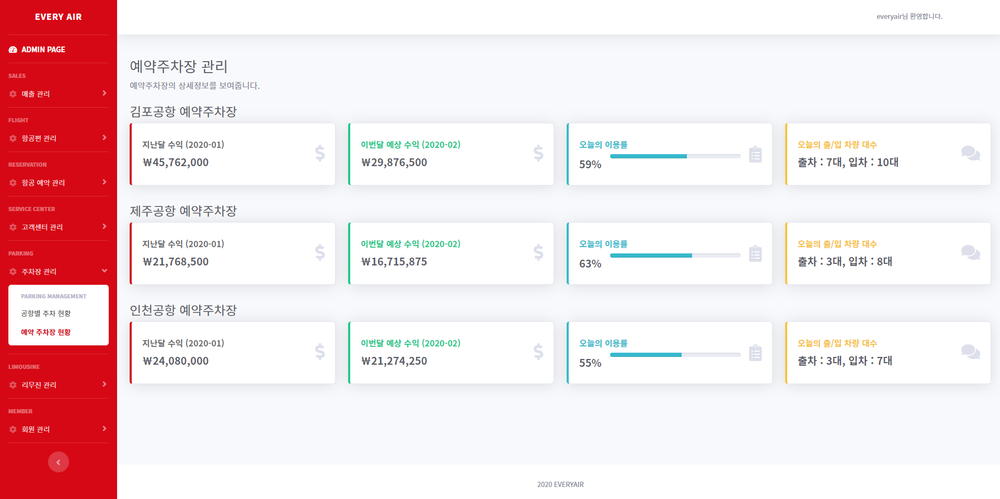 EVERY AIR
everyair님 환영합니다.
ADMIN PAGE
SALES
매출 관리
FLIGHT
항공편 관리
RESERVATION
항공 예약 관리
SERVICE CENTER
고객센터 관리
PARKING
주차장 관리
PARKING MANAGEMENT
공항별 주차 현황
예약 주차장 현황
LIMOUSINE
리무진 관리
MEMBER
회원 관리
예약주차장 관리
예약주차장의 상세정보를 보여줍니다.
김포공항 예약주차장
지난달 수익 (2020-01)
₩45,762,000
이번달 예상 수익 (2020-02)
₩29,876,500
오늘의 이용률
59%
오늘의 출/입 차량 대수
출차 : 7대, 입차 : 10대
제주공항 예약주차장
지난달 수익 (2020-01)
₩21,768,500
이번달 예상 수익 (2020-02)
₩16,715,875
오늘의 이용률
63%
오늘의 출/입 차량 대수
출차 : 3대, 입차 : 8대
인천공항 예약주차장
지난달 수익 (2020-01)
₩24,080,000
이번달 예상 수익 (2020-02)
₩21,274,250
오늘의 이용률
55%
오늘의 출/입 차량 대수
출차 : 3대, 입차 : 7대
2020 EVERYAIR